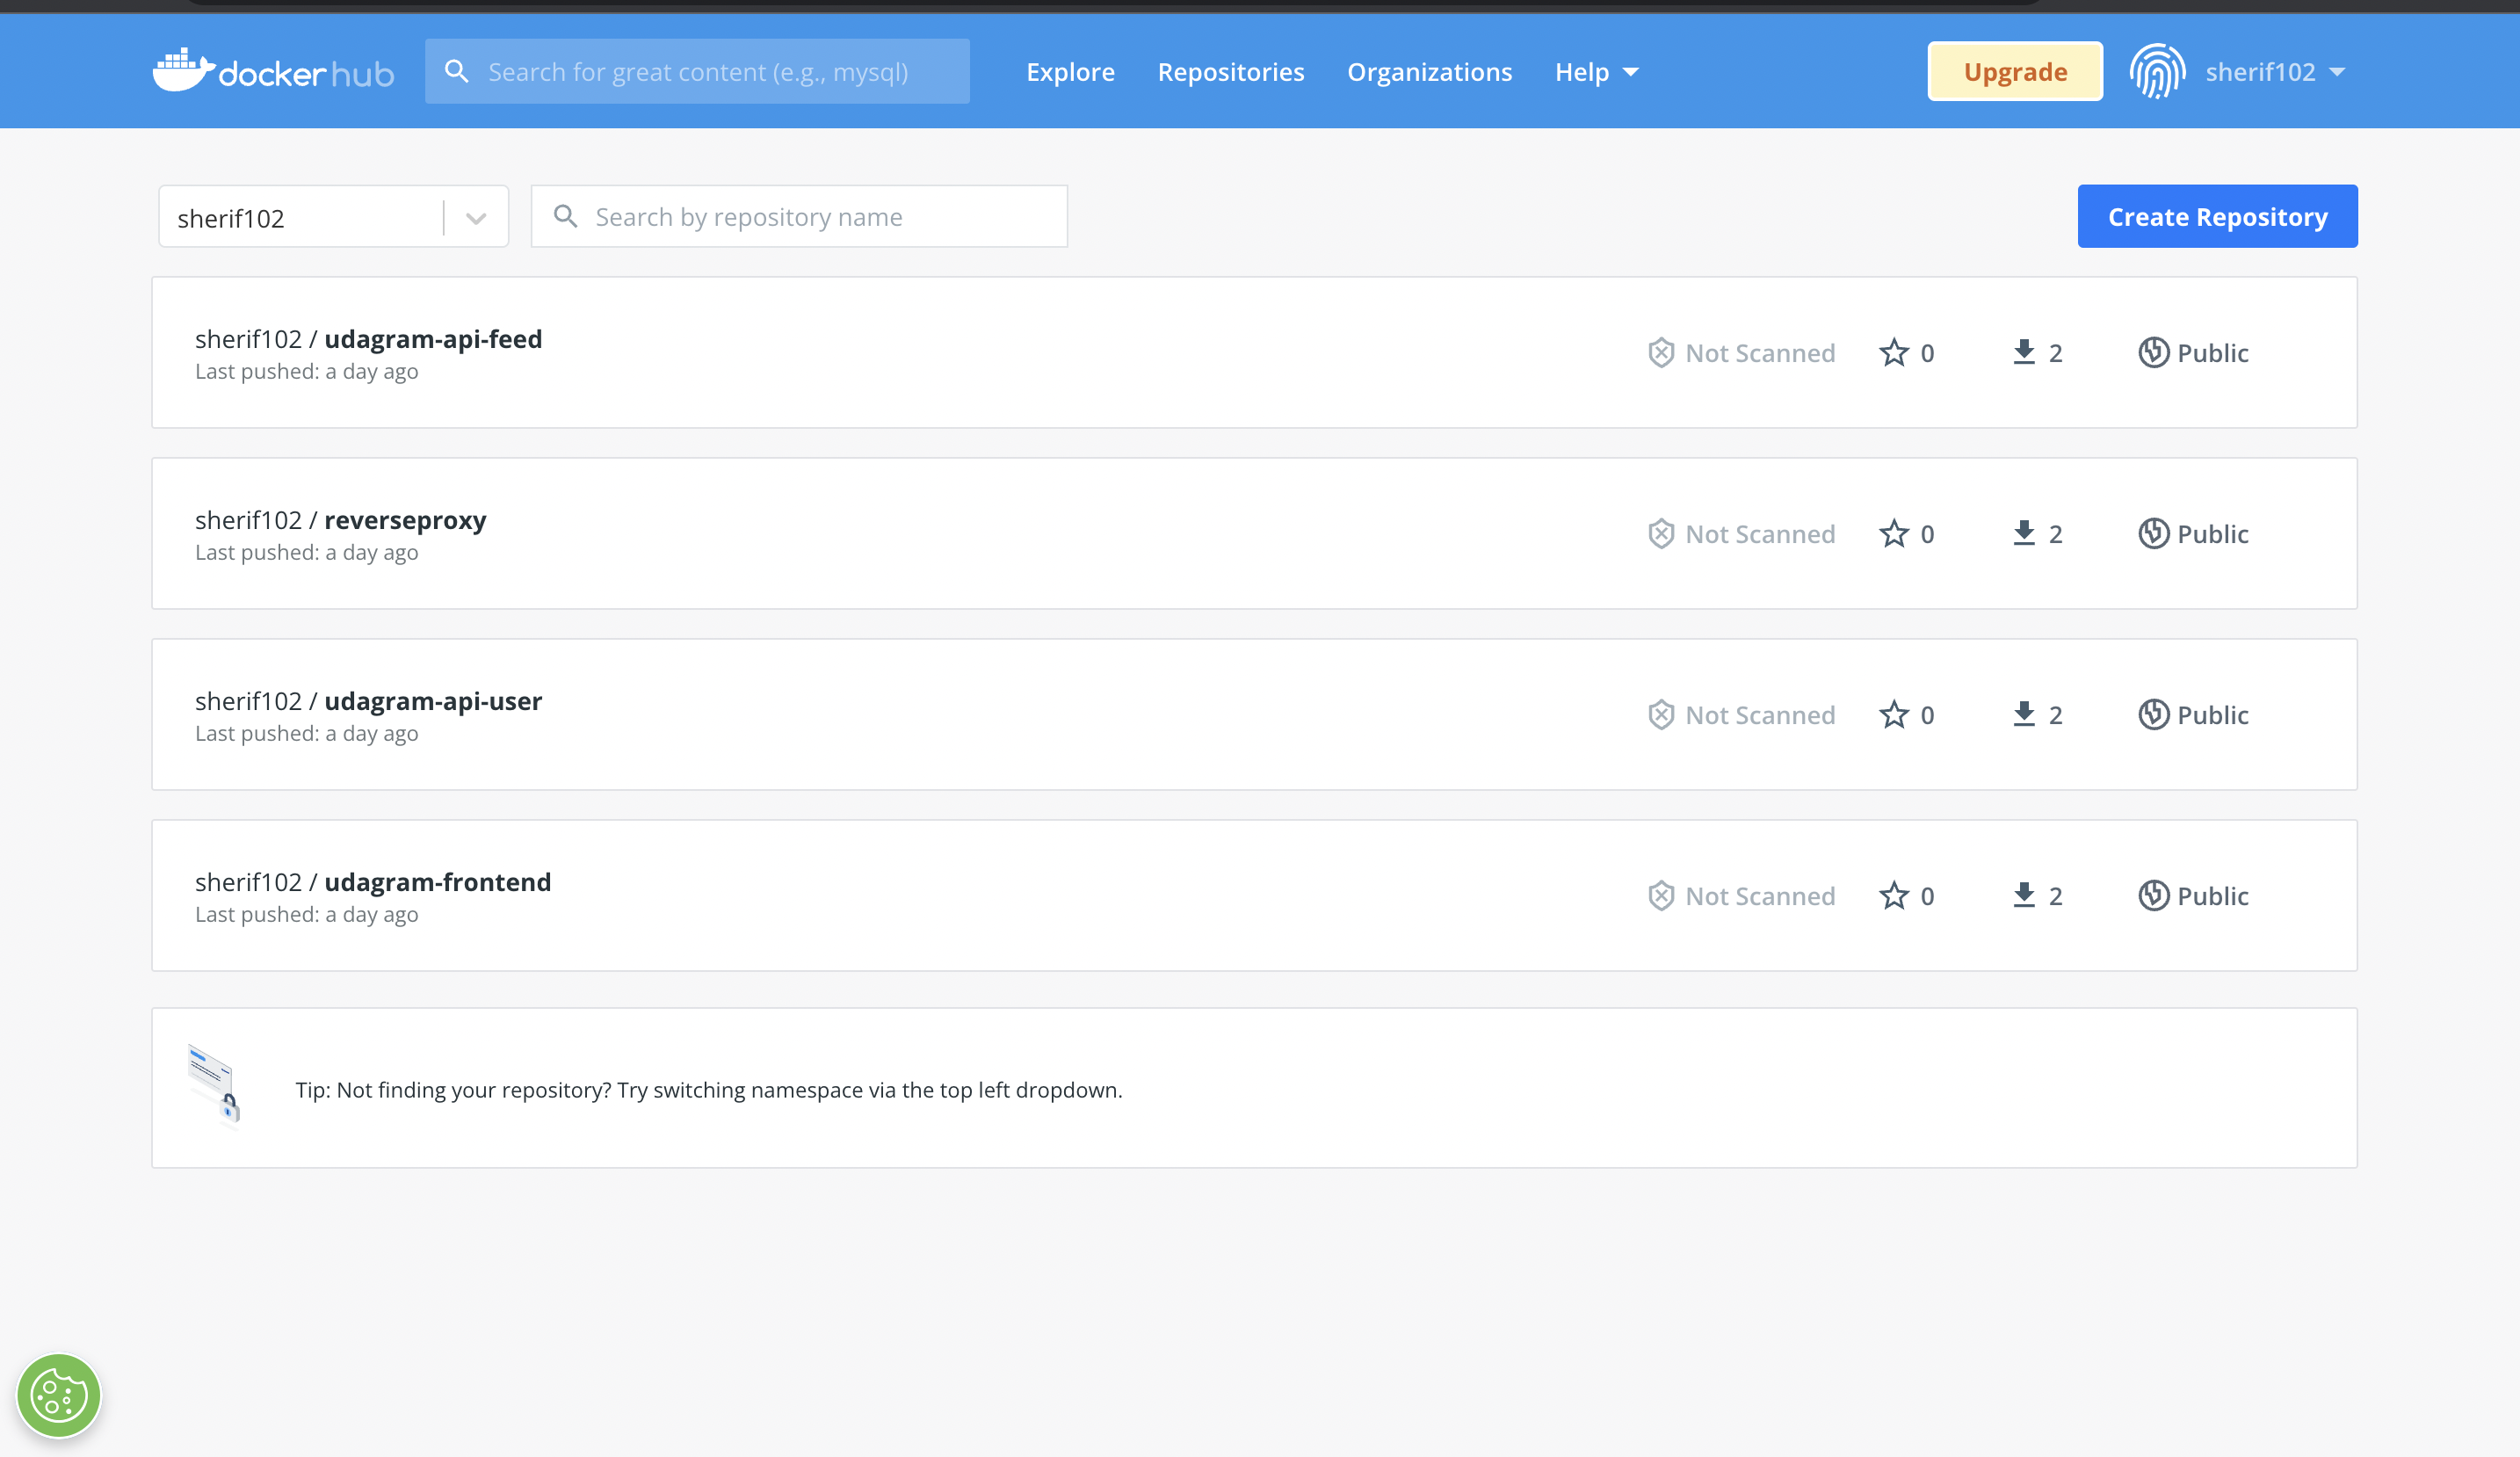 dockerhub Search for great content (e.g., mysql) Explore Repositories Organizations Help Upgrade sherif102
sherif102 Search by repository name Create Repository
sherif102 / udagram-api-feed
Last pushed: a day ago
Not Scanned 0 2 Public
sherif102 / reverseproxy
Last pushed: a day ago
Not Scanned 0 2 Public
sherif102 / udagram-api-user
Last pushed: a day ago
Not Scanned 0 2 Public
sherif102 / udagram-frontend
Last pushed: a day ago
Not Scanned 0 2 Public
Tip: Not finding your repository? Try switching namespace via the top left dropdown.